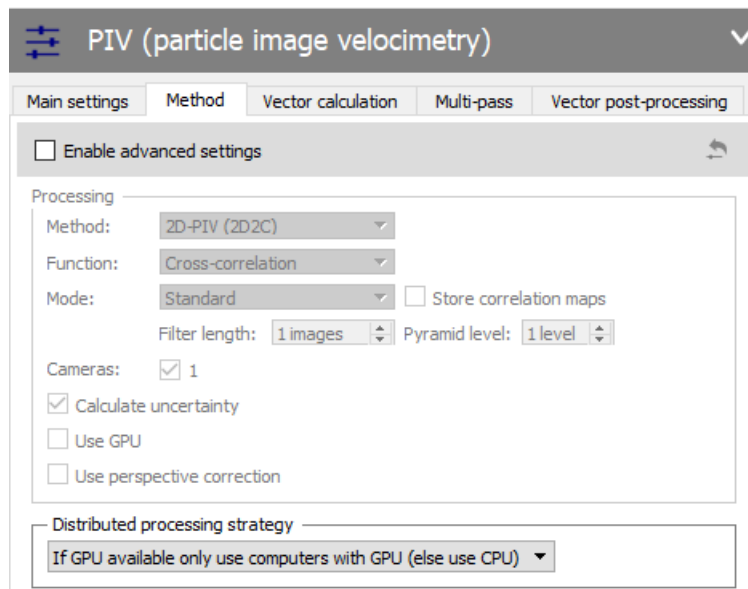 PIV (particle image velocimetry)
Main settings Method Vector calculation Multi-pass Vector post-processing
Enable advanced settings
Processing
Method: 2D-PIV (2D2C)
Function: Cross-correlation
Mode: Standard Store correlation maps
Filter length: 1 images Pyramid level: 1 level
Cameras: 1
Calculate uncertainty
Use GPU
Use perspective correction
Distributed processing strategy
If GPU available only use computers with GPU (else use CPU)